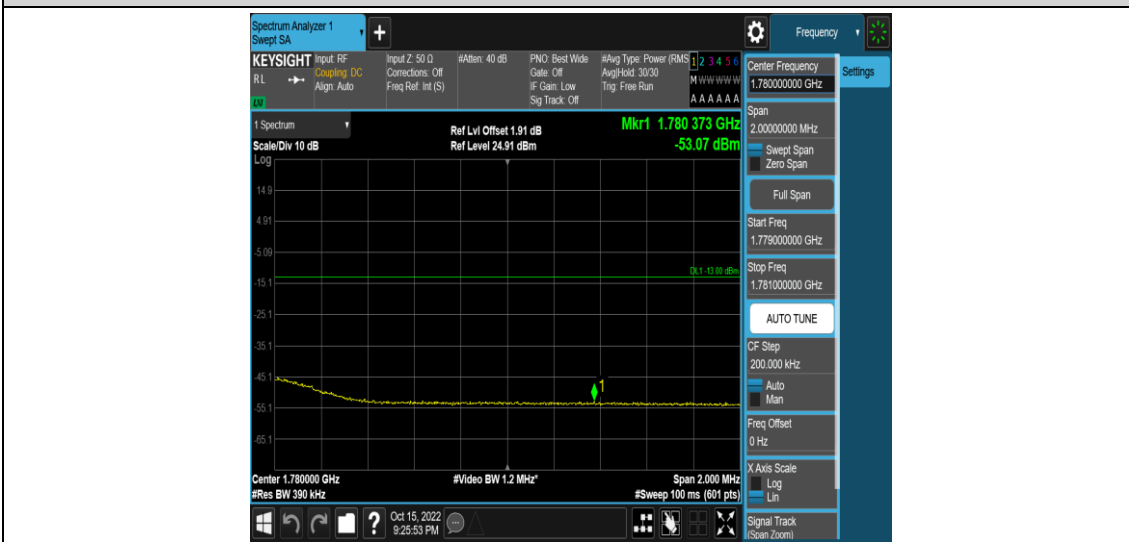 Spectrum Analyzer 1
Swept SA
+
Frequency
KEYSIGHT
R L
LXI
Input: RF
Coupling: DC
Align: Auto
Input Z: 50 Ω
Corrections: Off
Freq Ref: Int (S)
#Atten: 40 dB
PNO: Best Wide
Gate: Off
IF Gain: Low
Sig Track: Off
#Avg Type: Power (RMS
Avg|Hold: 30/30
Trig: Free Run
1 2 3 4 5 6
M W W W W W
A A A A A A
1 Spectrum
Scale/Div 10 dB
Log
Ref Lvl Offset 1.91 dB
Ref Level 24.91 dBm
Mkr1 1.780 373 GHz
-53.07 dBm
14.9
4.91
-5.09
-15.1
-25.1
-35.1
-45.1
-55.1
-65.1
DL1 -13.00 dBm
1
Center 1.780000 GHz
#Res BW 390 kHz
#Video BW 1.2 MHz*
Span 2.000 MHz
#Sweep 100 ms (601 pts)
?
Oct 15, 2022
9:25:53 PM
Center Frequency
1.780000000 GHz
Settings
Span
2.00000000 MHz
Swept Span
Zero Span
Full Span
Start Freq
1.779000000 GHz
Stop Freq
1.781000000 GHz
AUTO TUNE
CF Step
200.000 kHz
Auto
Man
Freq Offset
0 Hz
X Axis Scale
Log
Lin
Signal Track
(Span Zoom)